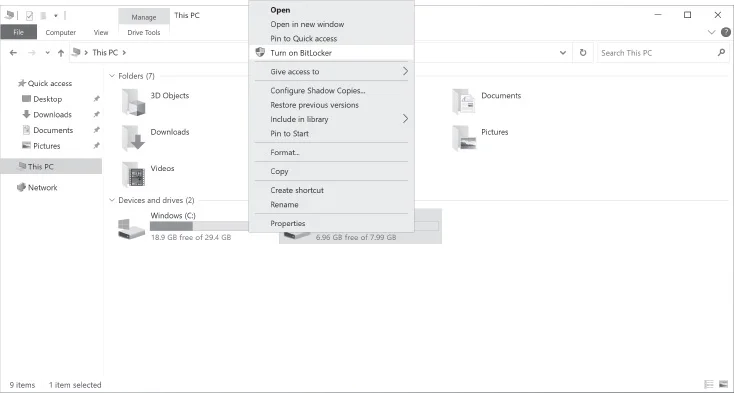 Manage
This PC
File
Computer
View
Drive Tools
This PC
Search This PC
Quick access
Desktop
Downloads
Documents
Pictures
This PC
Network
Folders (7)
3D Objects
Documents
Downloads
Pictures
Videos
Devices and drives (2)
Windows (C:)
18.9 GB free of 29.4 GB
6.96 GB free of 7.99 GB
Open
Open in new window
Pin to Quick access
Turn on BitLocker
Give access to
Configure Shadow Copies...
Restore previous versions
Include in library
Pin to Start
Format...
Copy
Create shortcut
Rename
Properties
9 items
1 item selected